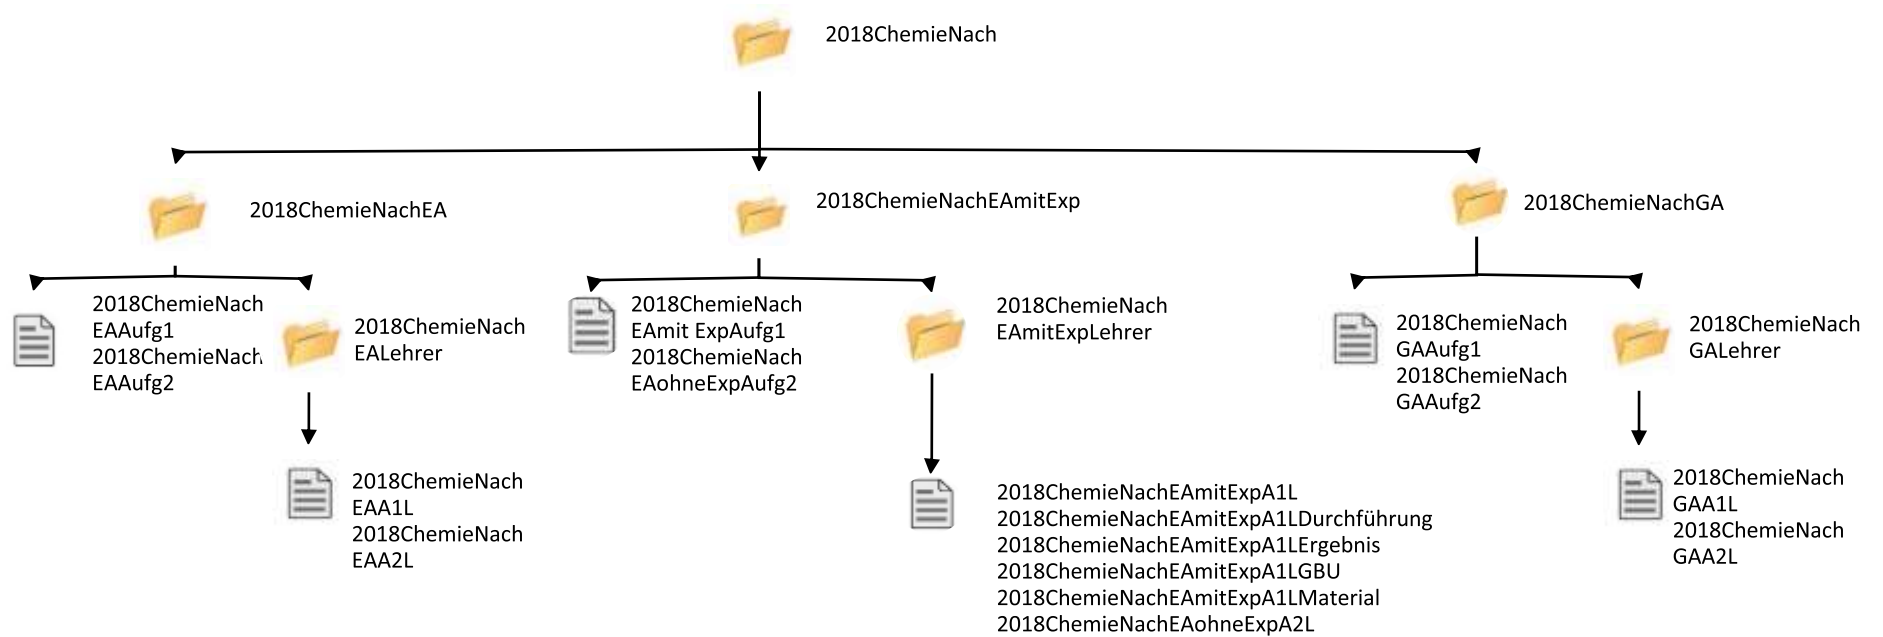 2018ChemieNach
2018ChemieNachEA
2018ChemieNachEAmitExp
2018ChemieNachGA
2018ChemieNach
EAAufg1
2018ChemieNach
EAAufg2
2018ChemieNach
EALehrer
2018ChemieNach
EAmit ExpAufg1
2018ChemieNach
EAohneExpAufg2
2018ChemieNach
EAmitExpLehrer
2018ChemieNach
GAAufg1
2018ChemieNach
GAAufg2
2018ChemieNach
GALehrer
2018ChemieNach
EAA1L
2018ChemieNach
EAA2L
2018ChemieNachEAmitExpA1L
2018ChemieNachEAmitExpA1LDurchführung
2018ChemieNachEAmitExpA1LErgebnis
2018ChemieNachEAmitExpA1LGBU
2018ChemieNachEAmitExpA1LMaterial
2018ChemieNachEAohneExpA2L
2018ChemieNach
GAA1L
2018ChemieNach
GAA2L